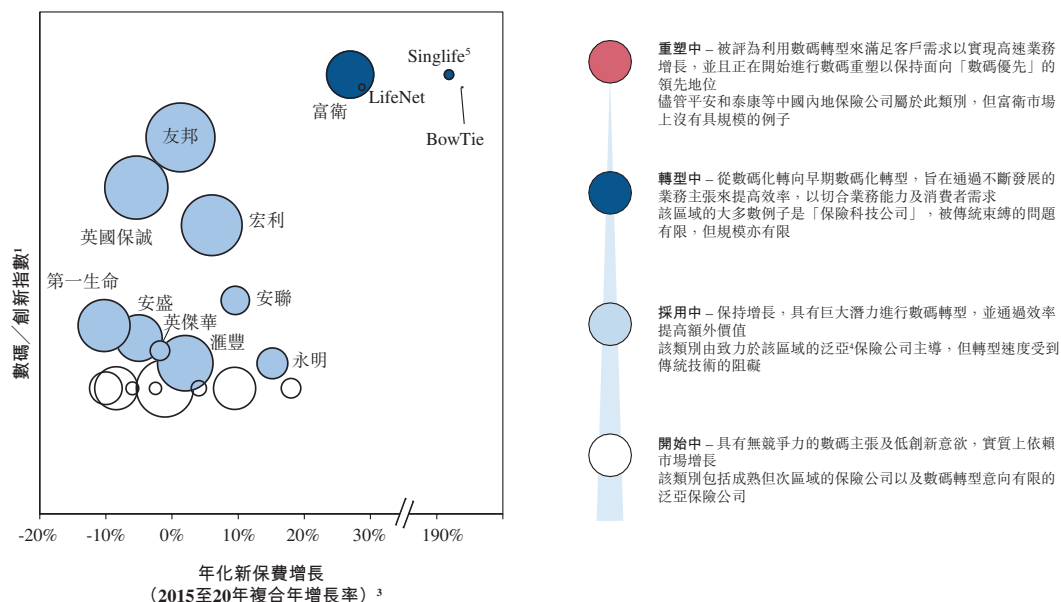 數碼／創新指數¹
Singlife⁵
LifeNet
富衛
BowTie
友邦
英國保誠
宏利
第一生命
安盛
安聯
英傑華
滙豐
永明
-20%
-10%
0%
10%
20%
30%
190%
年化新保費增長
（2015至20年複合年增長率）³
重塑中 – 被評為利用數碼轉型來滿足客戶需求以實現高速業務
增長，並且正在開始進行數碼重塑以保持面向「數碼優先」的
領先地位
儘管平安和泰康等中國內地保險公司屬於此類別，但富衛市場
上沒有具規模的例子
轉型中 – 從數碼化轉向早期數碼化轉型，旨在通過不斷發展的
業務主張來提高效率，以切合業務能力及消費者需求
該區域的大多數例子是「保險科技公司」，被傳統束縛的問題
有限，但規模亦有限
採用中 – 保持增長，具有巨大潛力進行數碼轉型，並通過效率
提高額外價值
該類別由致力於該區域的泛亞⁴保險公司主導，但轉型速度受到
傳統技術的阻礙
開始中 – 具有無競爭力的數碼主張及低創新意欲，實質上依賴
市場增長
該類別包括成熟但次區域的保險公司以及數碼轉型意向有限的
泛亞保險公司